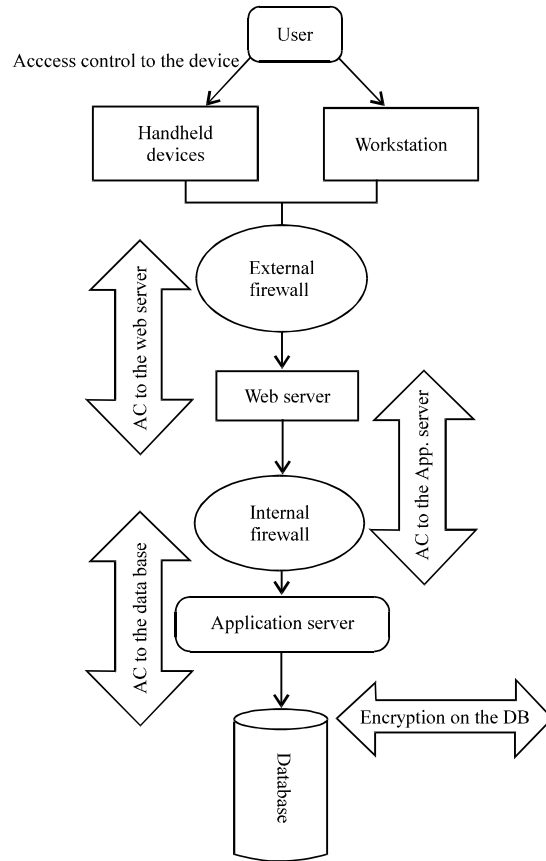 User
Acccess control to the device
Handheld
devices
Workstation
External
firewall
AC to the web server
Web server
AC to the App. server
Internal
firewall
AC to the data base
Application server
Encryption on the DB
Database